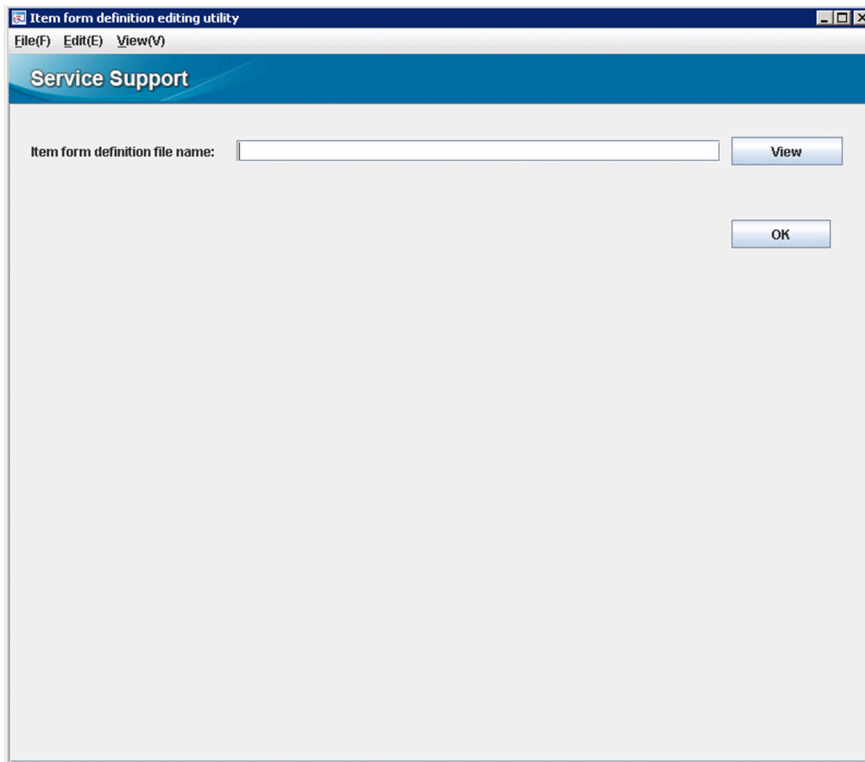 Item form definition editing utility
File(F) Edit(E) View(V)
Service Support
Item form definition file name:
View
OK